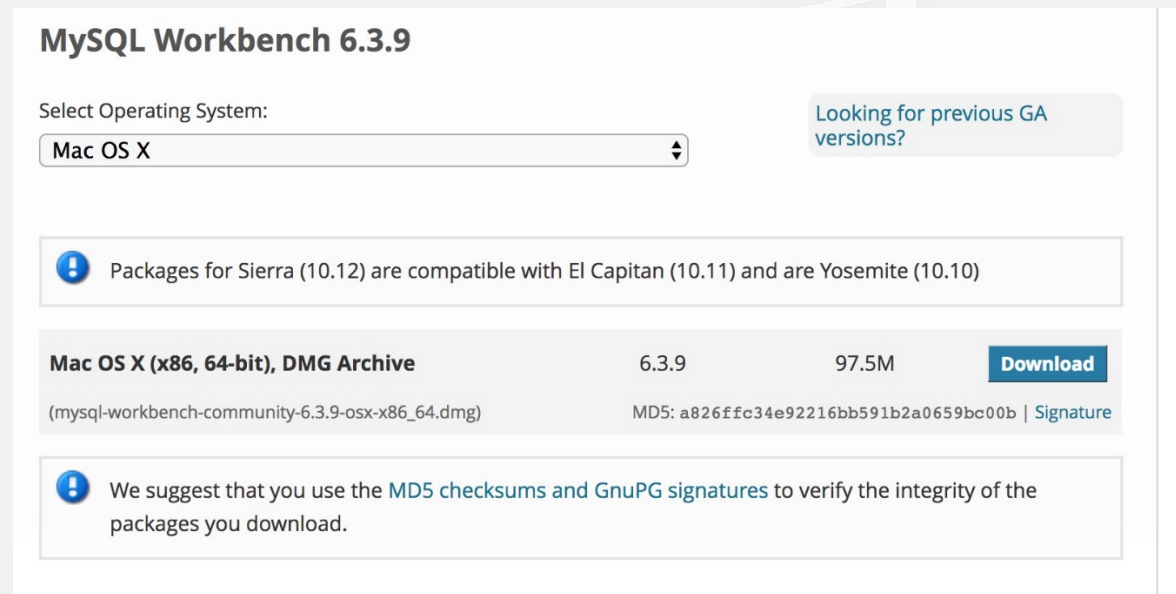 MySQL Workbench 6.3.9
Select Operating System:
Looking for previous GA
versions?
Mac OS X
Packages for Sierra (10.12) are compatible with El Capitan (10.11) and are Yosemite (10.10)
Mac OS X (x86, 64-bit), DMG Archive 6.3.9 97.5M Download
(mysql-workbench-community-6.3.9-osx-x86_64.dmg) MD5: a826ffc34e92216bb591b2a0659bc00b | Signature
We suggest that you use the MD5 checksums and GnuPG signatures to verify the integrity of the
packages you download.